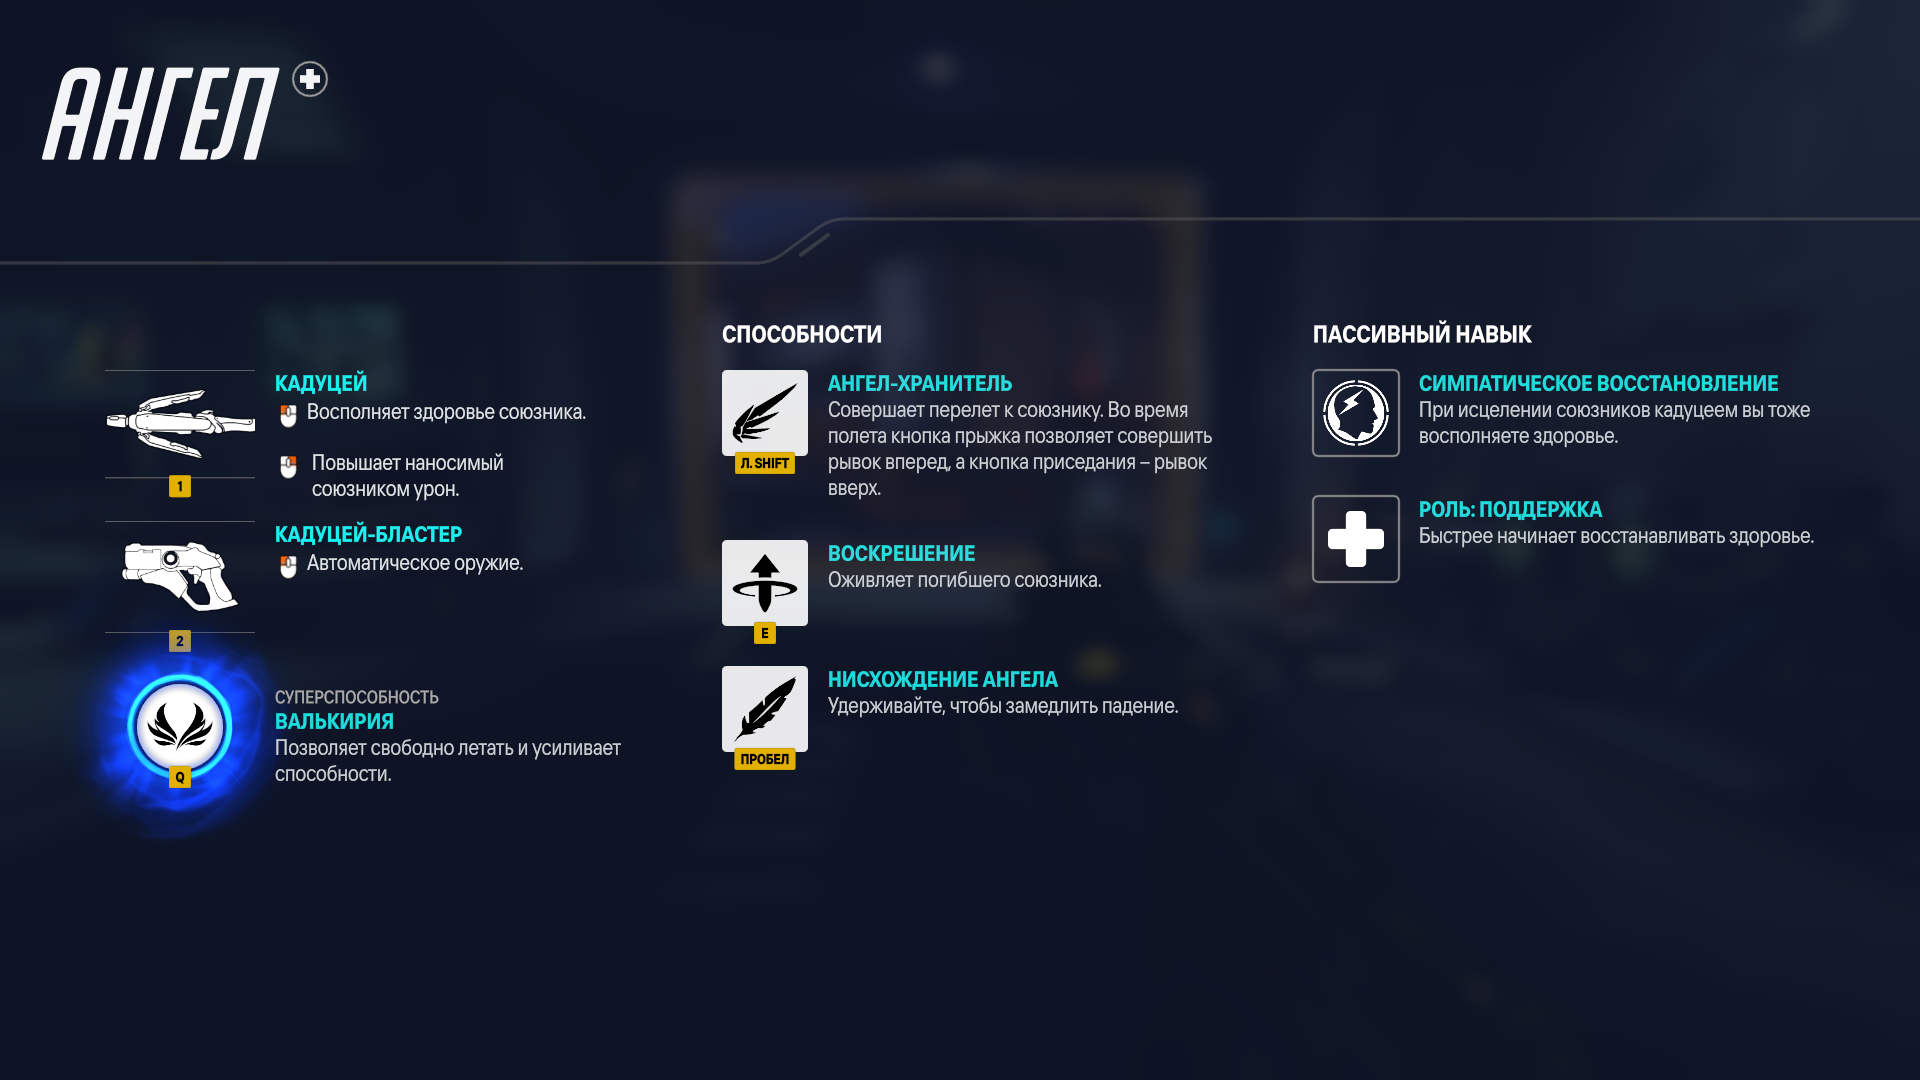 АНГЕЛ
КАДУЦЕЙ
Восполняет здоровье союзника.
Повышает наносимый
союзником урон.
1
КАДУЦЕЙ-БЛАСТЕР
Автоматическое оружие.
2
СУПЕРСПОСОБНОСТЬ
ВАЛЬКИРИЯ
Позволяет свободно летать и усиливает
способности.
Q
СПОСОБНОСТИ
АНГЕЛ-ХРАНИТЕЛЬ
Совершает перелет к союзнику. Во время
полета кнопка прыжка позволяет совершить
рывок вперед, а кнопка приседания – рывок
вверх.
Л. SHIFT
ВОСКРЕШЕНИЕ
Оживляет погибшего союзника.
E
НИСХОЖДЕНИЕ АНГЕЛА
Удерживайте, чтобы замедлить падение.
ПРОБЕЛ
ПАССИВНЫЙ НАВЫК
СИМПАТИЧЕСКОЕ ВОССТАНОВЛЕНИЕ
При исцелении союзников кадуцеем вы тоже
восполняете здоровье.
РОЛЬ: ПОДДЕРЖКА
Быстрее начинает восстанавливать здоровье.